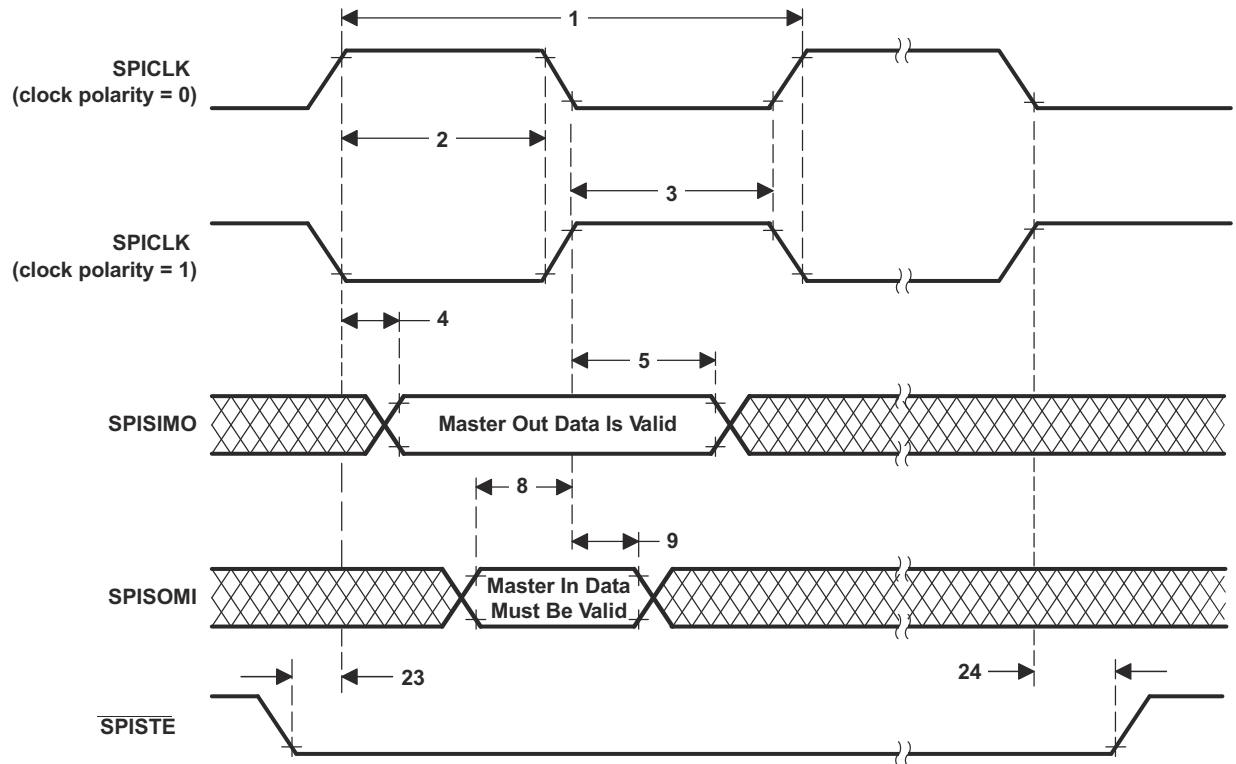 1
SPICLK
(clock polarity = 0)
2
3
SPICLK
(clock polarity = 1)
4
5
SPISIMO
Master Out Data Is Valid
8
9
SPISOMI
Master In Data
Must Be Valid
23
24
SPISTE